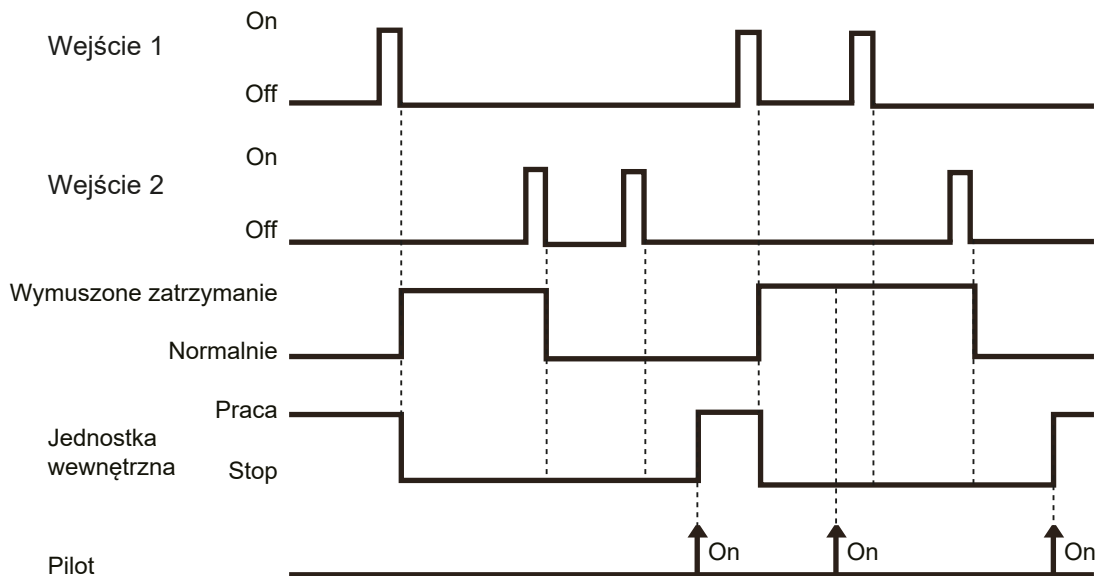 On
Wejście 1
Off
On
Wejście 2
Off
Wymuszone zatrzymanie
Normalnie
Praca
Jednostka
wewnętrzna
Stop
On
On
On
Pilot